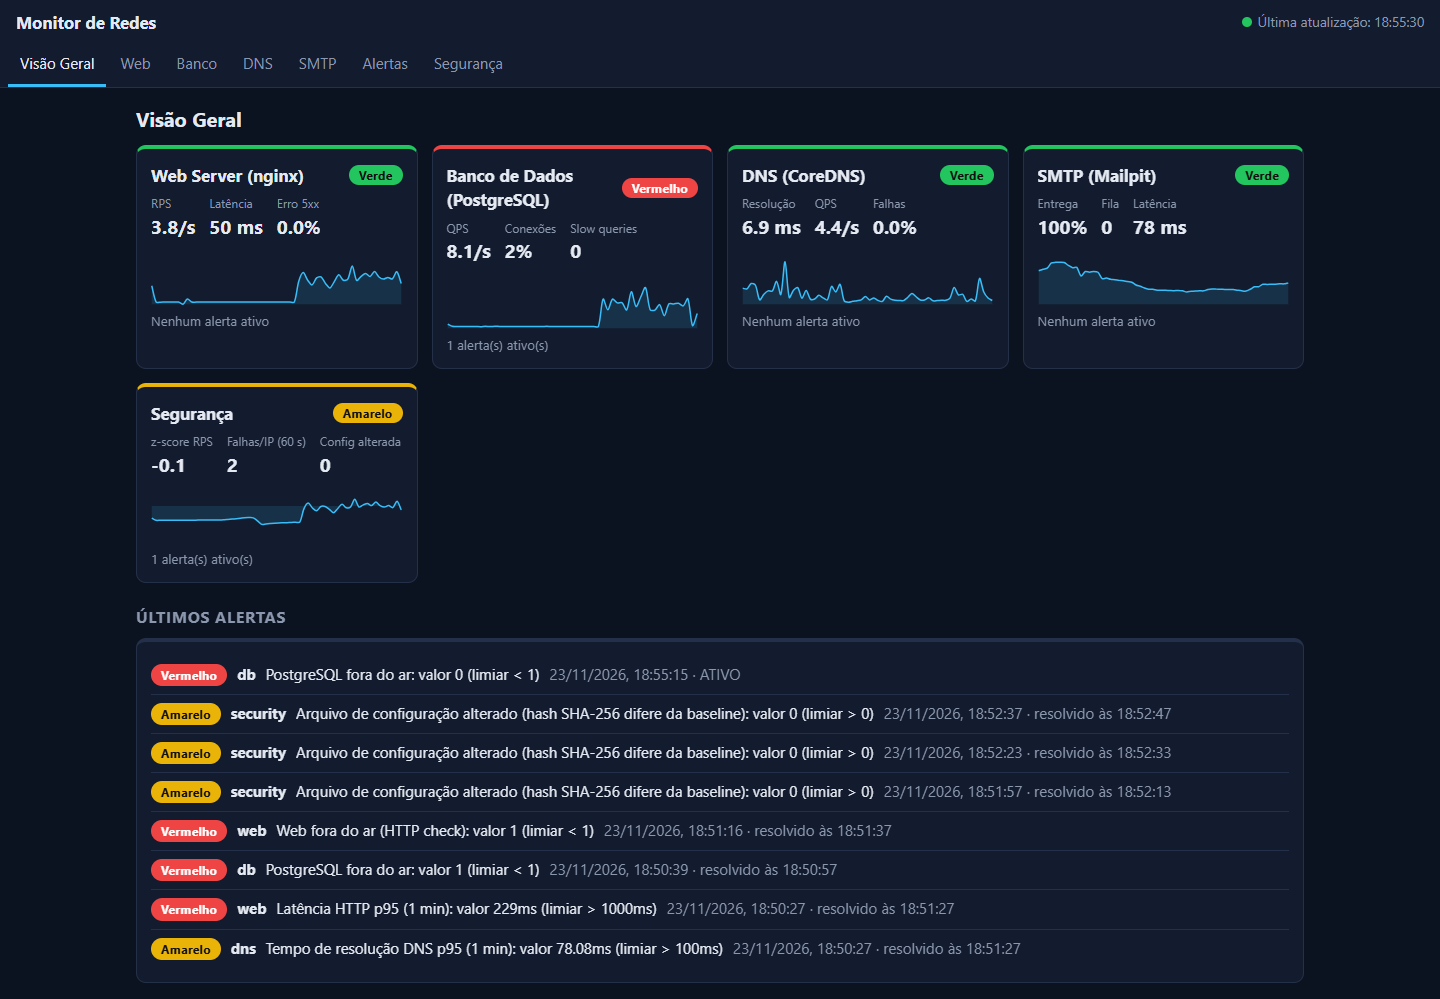 Monitor de Redes
Última atualização: 18:55:30
Visão Geral Web Banco DNS SMTP Alertas Segurança
Visão Geral
Web Server (nginx) Verde
RPS Latência Erro 5xx
3.8/s 50 ms 0.0%
Nenhum alerta ativo
Banco de Dados
(PostgreSQL) Vermelho
QPS Conexões Slow queries
8.1/s 2% 0
1 alerta(s) ativo(s)
DNS (CoreDNS) Verde
Resolução QPS Falhas
6.9 ms 4.4/s 0.0%
Nenhum alerta ativo
SMTP (Mailpit) Verde
Entrega Fila Latência
100% 0 78 ms
Nenhum alerta ativo
Segurança Amarelo
z-score RPS Falhas/IP (60 s) Config alterada
-0.1 2 0
1 alerta(s) ativo(s)
ÚLTIMOS ALERTAS
Vermelho db PostgreSQL fora do ar: valor 0 (limiar < 1) 23/11/2026, 18:55:15 · ATIVO
Amarelo security Arquivo de configuração alterado (hash SHA-256 difere da baseline): valor 0 (limiar > 0) 23/11/2026, 18:52:37 · resolvido às 18:52:47
Amarelo security Arquivo de configuração alterado (hash SHA-256 difere da baseline): valor 0 (limiar > 0) 23/11/2026, 18:52:23 · resolvido às 18:52:33
Amarelo security Arquivo de configuração alterado (hash SHA-256 difere da baseline): valor 0 (limiar > 0) 23/11/2026, 18:51:57 · resolvido às 18:52:13
Vermelho web Web fora do ar (HTTP check): valor 1 (limiar < 1) 23/11/2026, 18:51:16 · resolvido às 18:51:37
Vermelho db PostgreSQL fora do ar: valor 1 (limiar < 1) 23/11/2026, 18:50:39 · resolvido às 18:50:57
Vermelho web Latência HTTP p95 (1 min): valor 229ms (limiar > 1000ms) 23/11/2026, 18:50:27 · resolvido às 18:51:27
Amarelo dns Tempo de resolução DNS p95 (1 min): valor 78.08ms (limiar > 100ms) 23/11/2026, 18:50:27 · resolvido às 18:51:27